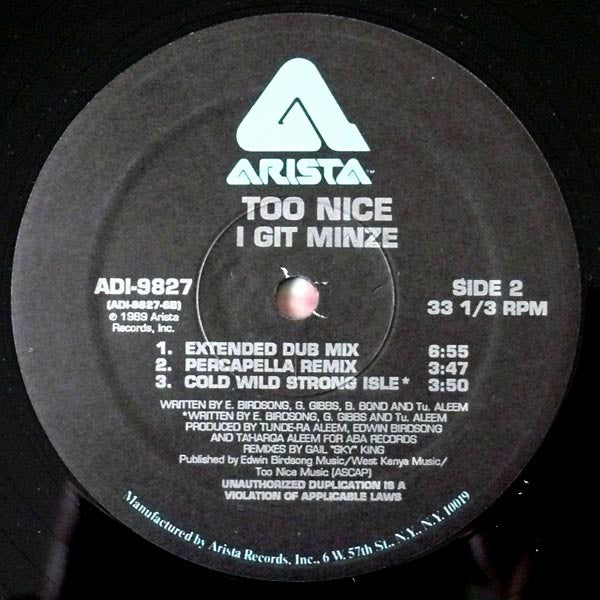 ARISTA™
TOO NICE
I GIT MINZE
ADI-9827
(ADI-9827-SB)
℗ 1989 Arista
Records, Inc.
SIDE 2
33 1/3 RPM
1. EXTENDED DUB MIX 6:55
2. PERCAPELLA REMIX 3:47
3. COLD WILD STRONG ISLE* 3:50
WRITTEN BY E. BIRDSONG, G. GIBBS, B. BOND AND Tu. ALEEM
*WRITTEN BY E. BIRDSONG, G. GIBBS AND Tu. ALEEM
PRODUCED BY TUNDE-RA ALEEM, EDWIN BIRDSONG
AND TAHARQA ALEEM FOR ABA RECORDS
REMIXES BY GAIL "SKY" KING
Published by Edwin Birdsong Music/West Kenya Music/
Too Nice Music (ASCAP)
UNAUTHORIZED DUPLICATION IS A
VIOLATION OF APPLICABLE LAWS
Manufactured by Arista Records, Inc., 6 W. 57th St., N.Y., N.Y. 10019